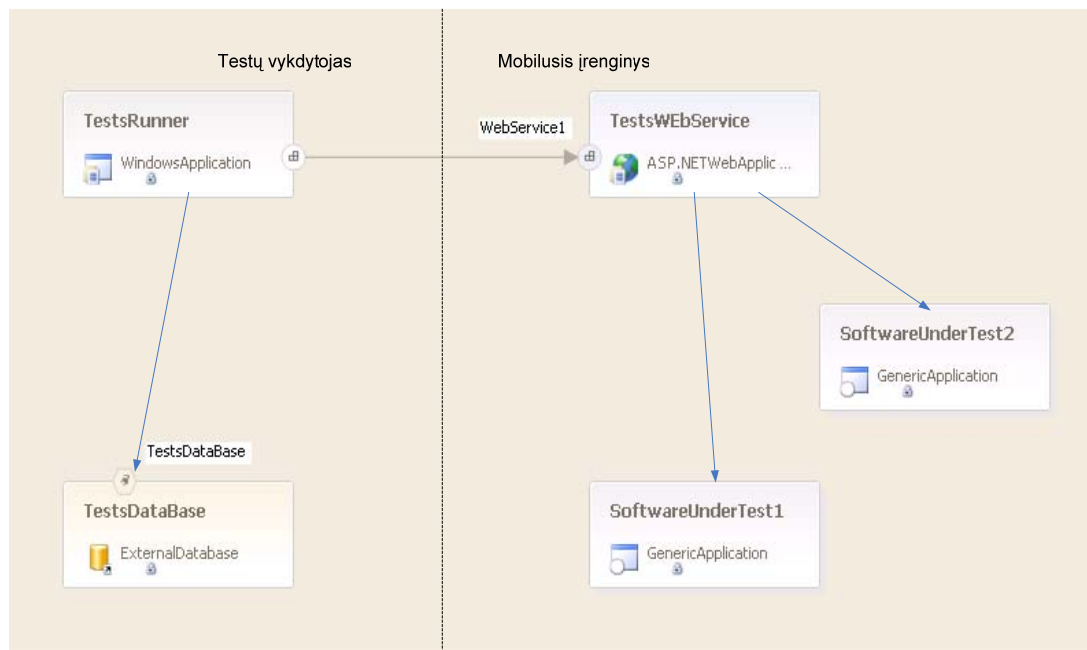 Testų vykdytojas
Mobilusis įrenginys
TestsRunner
WindowsApplication
WebService1
TestsWEbService
ASP.NETWebApplic ...
SoftwareUnderTest2
GenericApplication
TestsDataBase
TestsDataBase
ExternalDatabase
SoftwareUnderTest1
GenericApplication